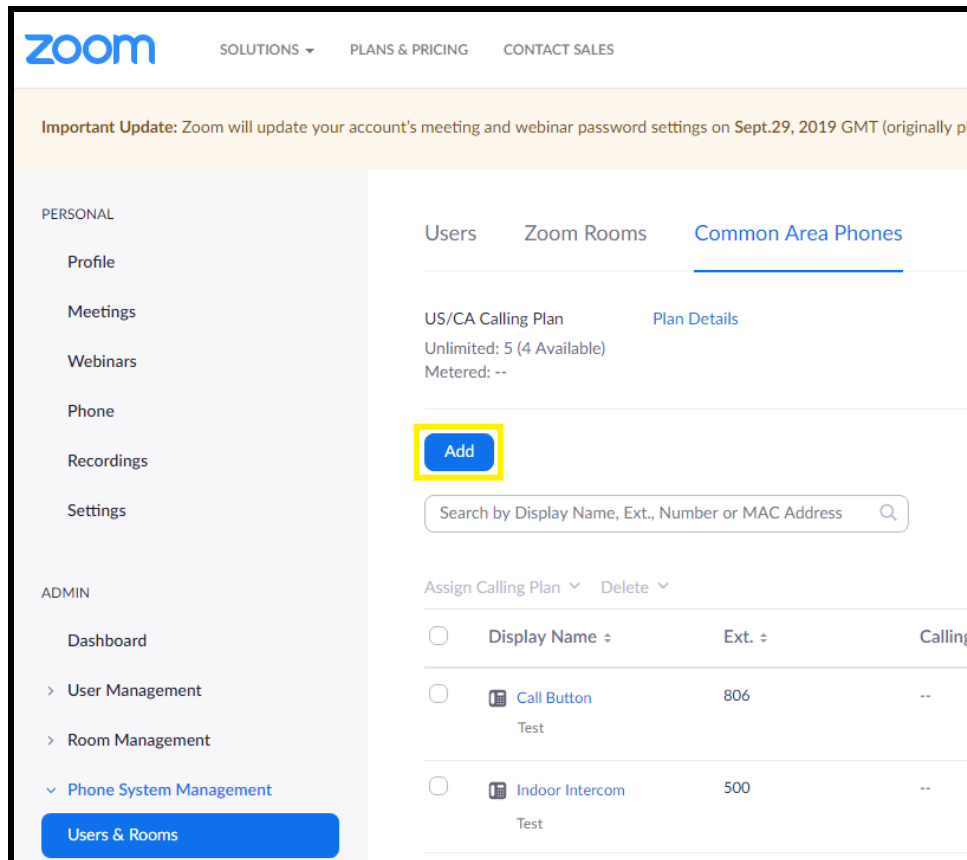 zoom SOLUTIONS PLANS & PRICING CONTACT SALES
Important Update: Zoom will update your account's meeting and webinar password settings on Sept.29, 2019 GMT (originally
PERSONAL
Profile
Meetings
Webinars
Phone
Recordings
Settings
ADMIN
Dashboard
User Management
Room Management
Phone System Management
Users & Rooms
Users Zoom Rooms Common Area Phones
US/CA Calling Plan Plan Details
Unlimited: 5 (4 Available)
Metered: --
Add
Search by Display Name, Ext., Number or MAC Address
Assign Calling Plan Delete
Display Name Ext. Calling
Call Button 806 --
Test
Indoor Intercom 500 --
Test